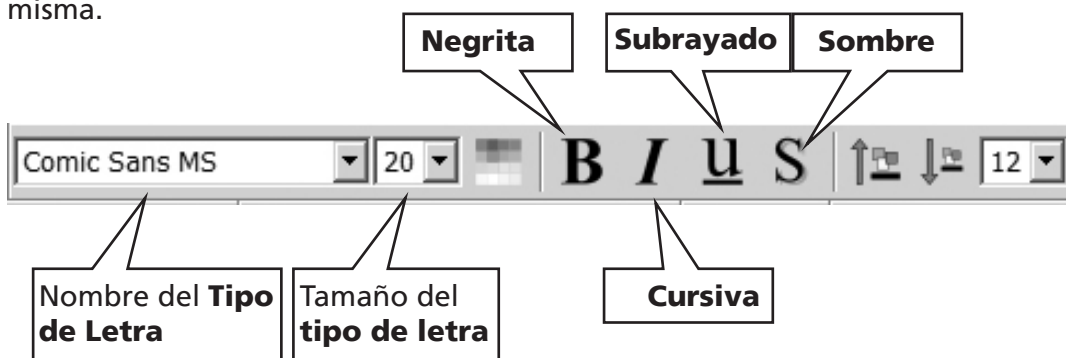 misma.
Negrita
Subrayado
Sombre
Comic Sans MS
20
B
I
u
S
12
Nombre del Tipo
de Letra
Tamaño del
tipo de letra
Cursiva